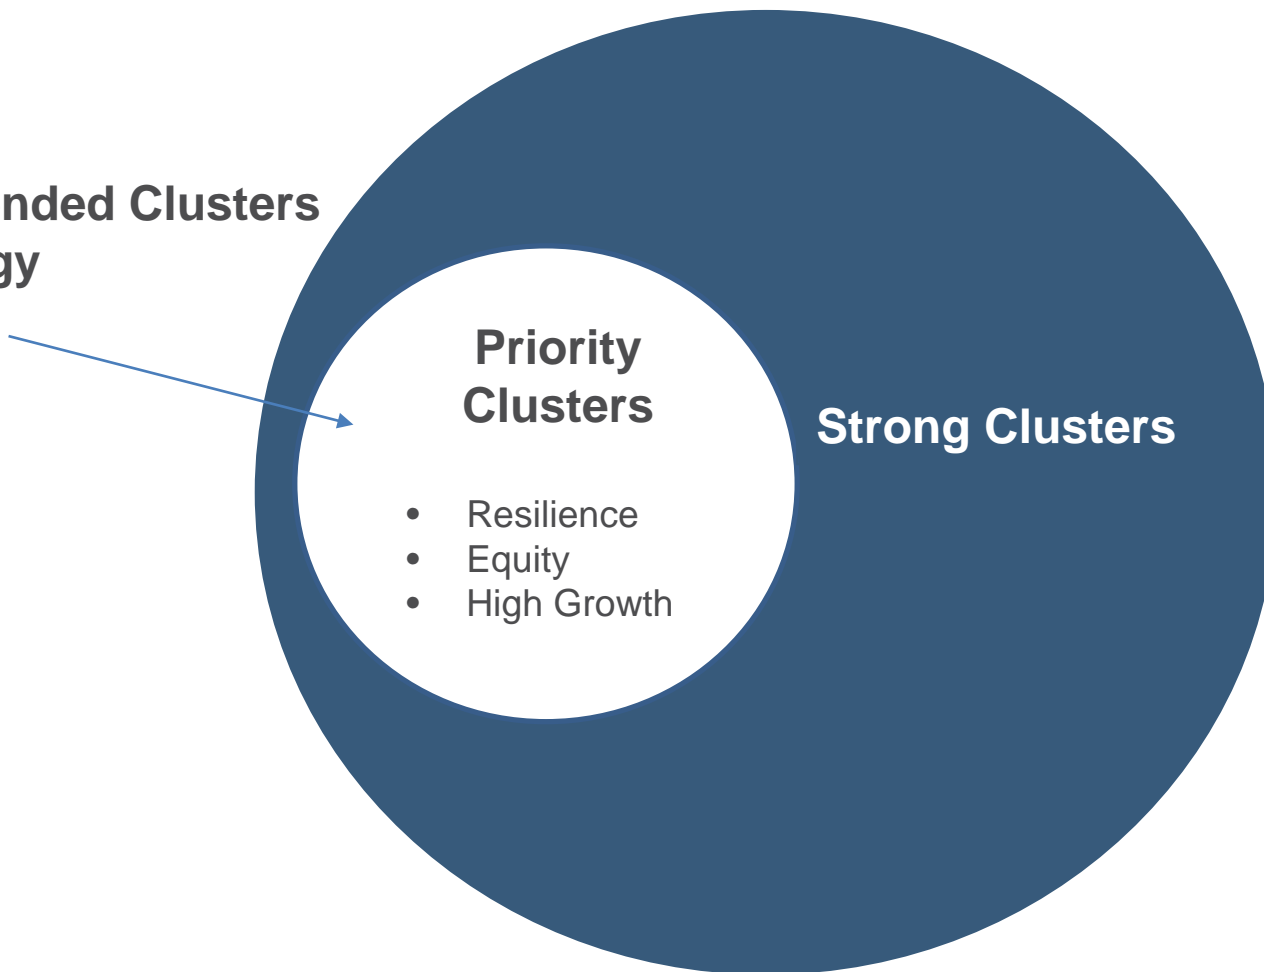 nded Clusters
gy
Priority
Clusters
Strong Clusters
• Resilience
• Equity
• High Growth